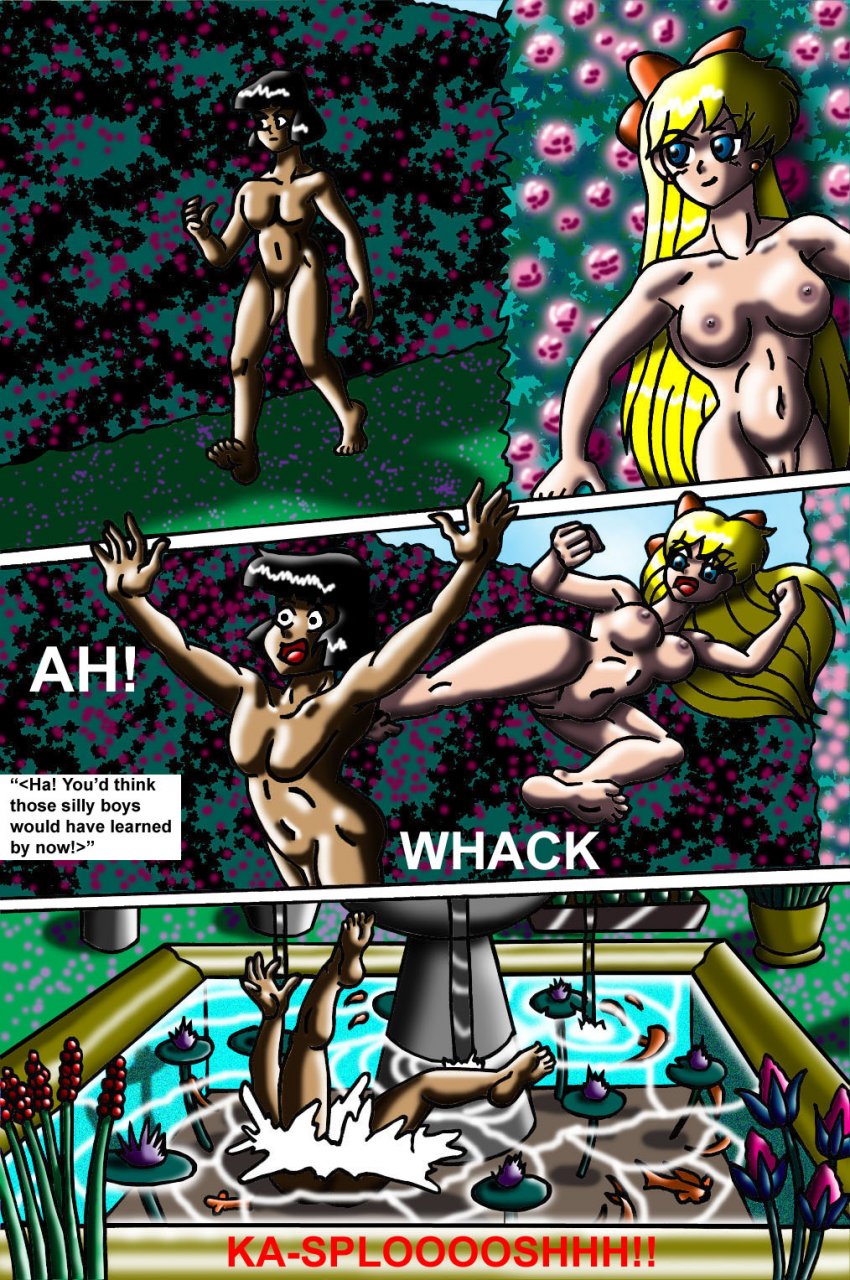 AH!
“<Ha! You’d think
those silly boys
would have learned
by now!>”
WHACK
KA-SPLOOOOSHHH!!